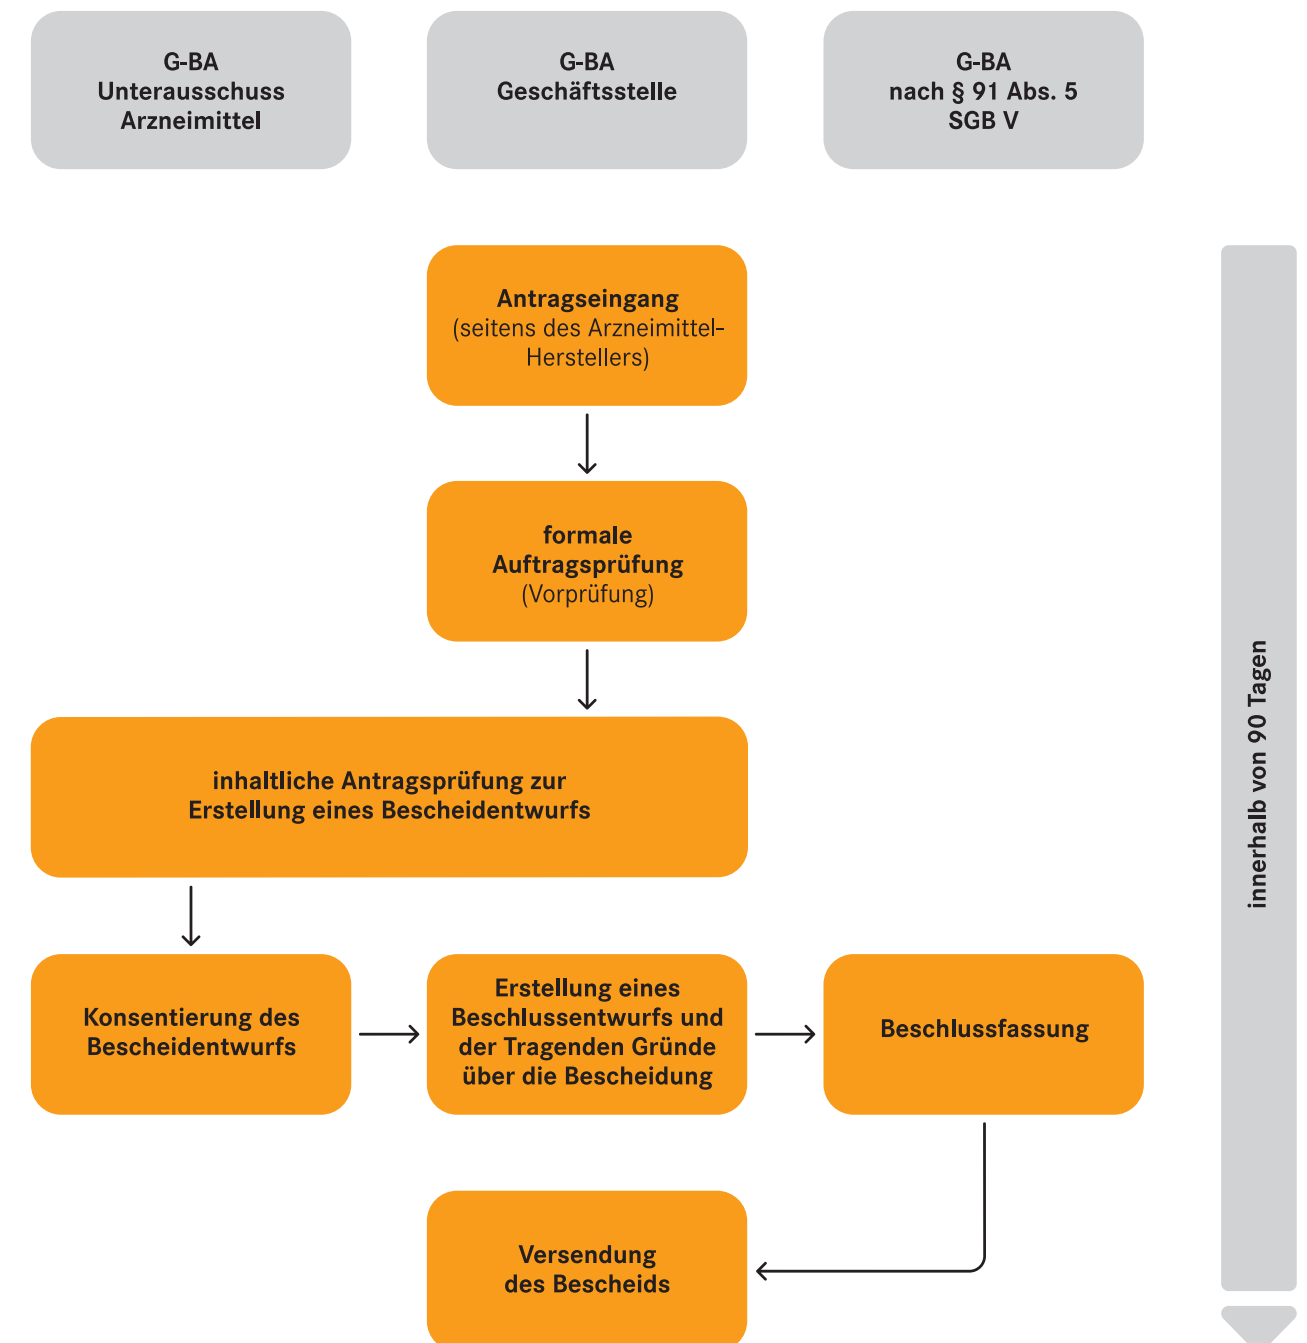 G-BA
Unterausschuss
Arzneimittel
G-BA
Geschäftsstelle
G-BA
nach § 91 Abs. 5
SGB V
Antragseingang
(seitens des Arzneimittel-
Herstellers)
formale
Auftragsprüfung
(Vorprüfung)
inhaltliche Antragsprüfung zur
Erstellung eines Bescheidentwurfs
Konsentierung des
Bescheidentwurfs
Erstellung eines
Beschlussentwurfs und
der Tragenden Gründe
über die Bescheidung
Beschlussfassung
Versendung
des Bescheids
innerhalb von 90 Tagen